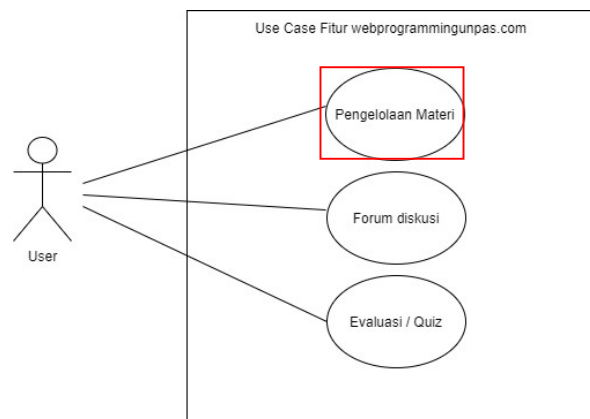 Use Case Fitur webprogrammingunpas.com
Pengelolaan Materi
Forum diskusi
User
Evaluasi / Quiz